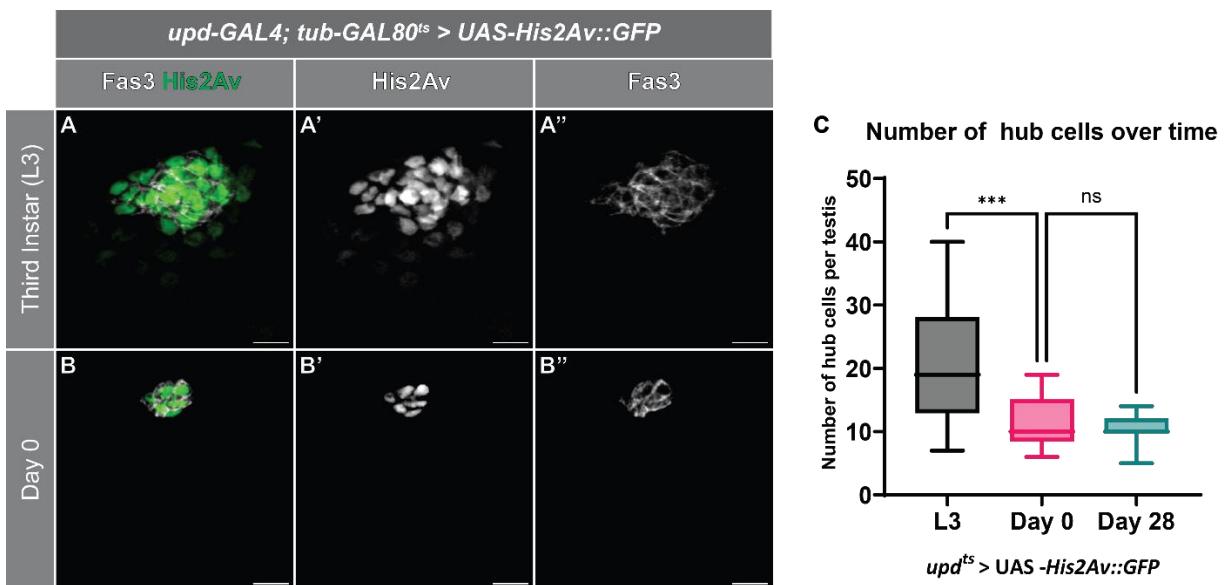 upd-GAL4; tub-GAL80ts > UAS-His2Av::GFP
Fas3 His2Av
His2Av
Fas3
Third Instar (L3)
A
A'
A''
Day 0
B
B'
B''
C
Number of hub cells over time
Number of hub cells per testis
50
40
30
20
10
0
***
ns
L3
Day 0
Day 28
updts > UAS -His2Av::GFP